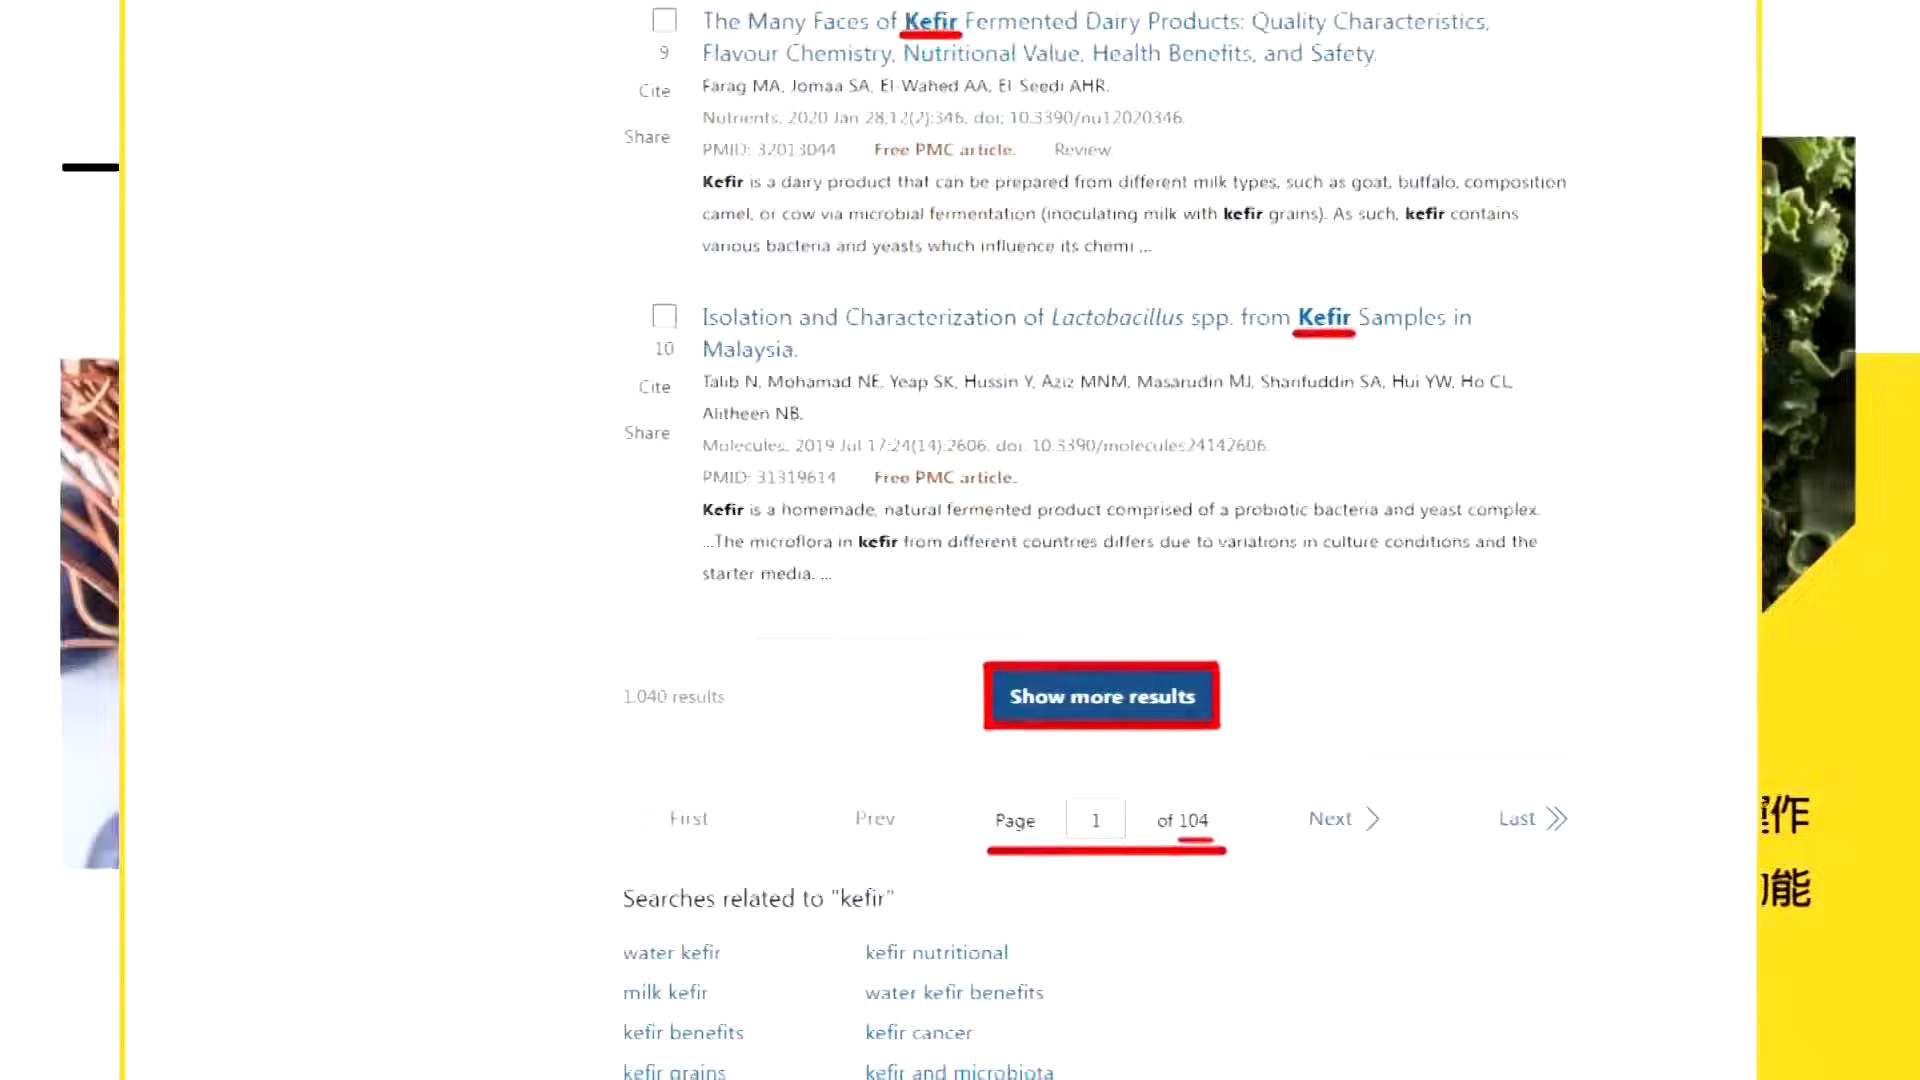 The Many Faces of Kefir Fermented Dairy Products: Quality Characteristics,
9
Flavour Chemistry, Nutritional Value, Health Benefits, and Safety.
Cite
Farag MA, Jomaa SA, El-Wahed AA, El-Seedi AHR.
Nutrients. 2020 Jan 28;12(2):346. doi: 10.3390/nu12020346.
Share
PMID: 32013044 Free PMC article. Review.
Kefir is a dairy product that can be prepared from different milk types, such as goat, buffalo, composition
camel, or cow via microbial fermentation (inoculating milk with kefir grains). As such, kefir contains
various bacteria and yeasts which influence its chemi ...
Isolation and Characterization of Lactobacillus spp. from Kefir Samples in
10
Malaysia.
Cite
Talib N, Mohamad NE, Yeap SK, Hussin Y, Aziz MNM, Masarudin MJ, Sharifuddin SA, Hui YW, Ho CL,
Alitheen NB.
Share
Molecules. 2019 Jul 17;24(14):2606. doi: 10.3390/molecules24142606.
PMID: 31319614 Free PMC article.
Kefir is a homemade, natural fermented product comprised of a probiotic bacteria and yeast complex.
...The microflora in kefir from different countries differs due to variations in culture conditions and the
starter media. ...
1,040 results
Show more results
First Prev Page 1 of 104 Next Last
作
能
Searches related to "kefir"
water kefir kefir nutritional
milk kefir water kefir benefits
kefir benefits kefir cancer
kefir grains kefir and microbiota